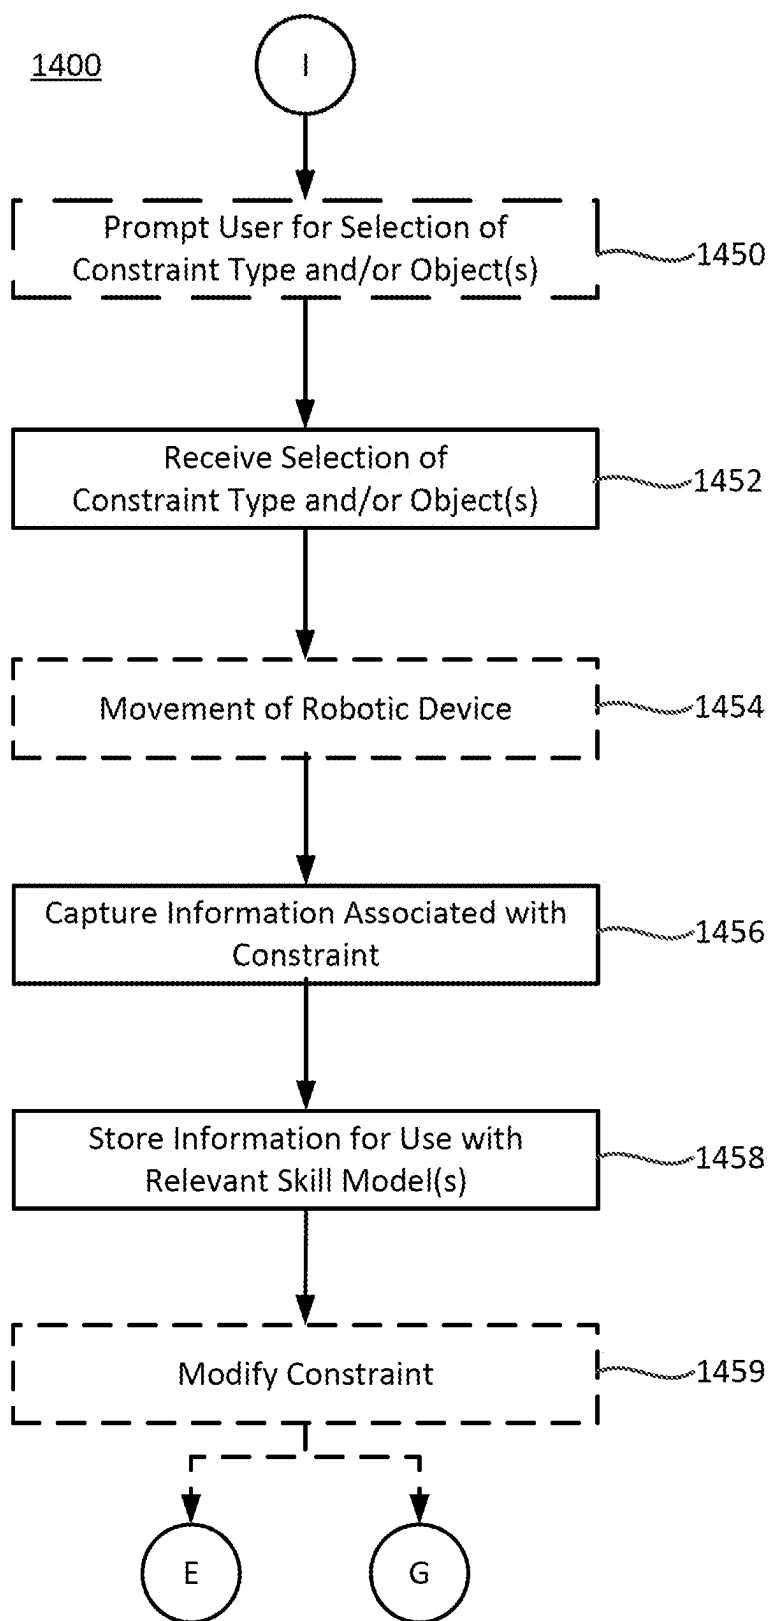 1400
I
Prompt User for Selection of
Constraint Type and/or Object(s)
1450
Receive Selection of
Constraint Type and/or Object(s)
1452
Movement of Robotic Device
1454
Capture Information Associated with
Constraint
1456
Store Information for Use with
Relevant Skill Model(s)
1458
Modify Constraint
1459
E
G